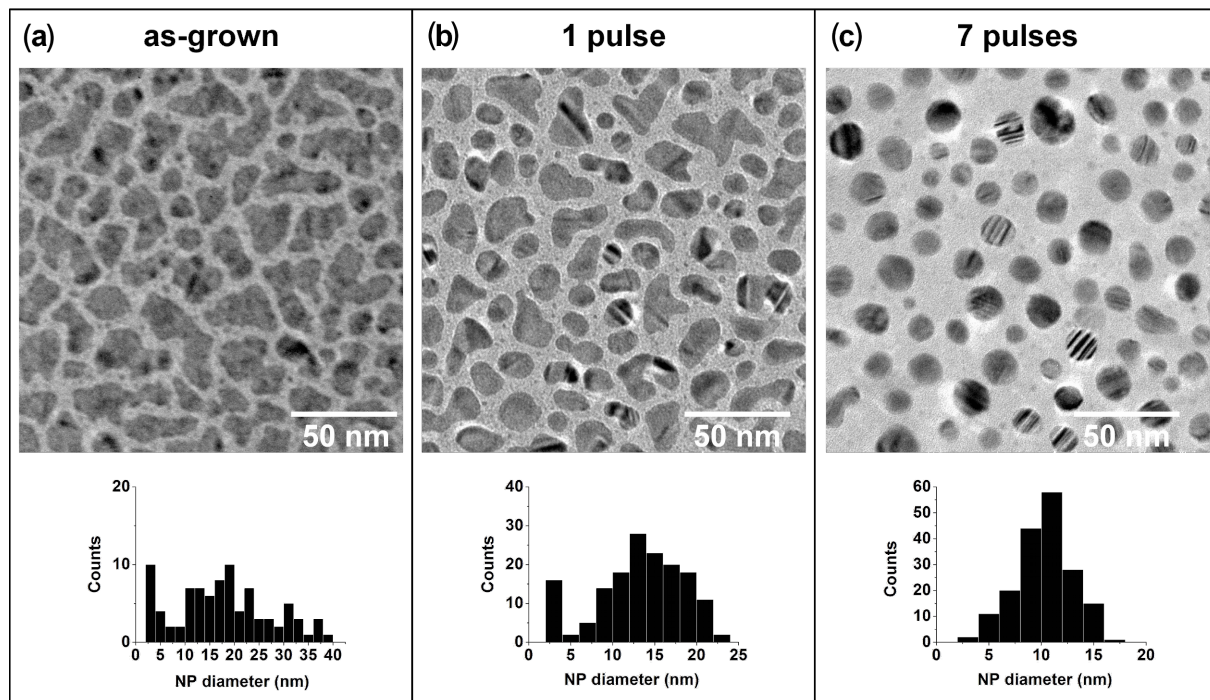 (a) as-grown
(b) 1 pulse
(c) 7 pulses
50 nm
50 nm
50 nm
20
10
0
Counts
0 5 10 15 20 25 30 35 40
NP diameter (nm)
40
30
20
10
0
Counts
0 5 10 15 20 25
NP diameter (nm)
60
50
40
30
20
10
0
Counts
0 5 10 15 20
NP diameter (nm)